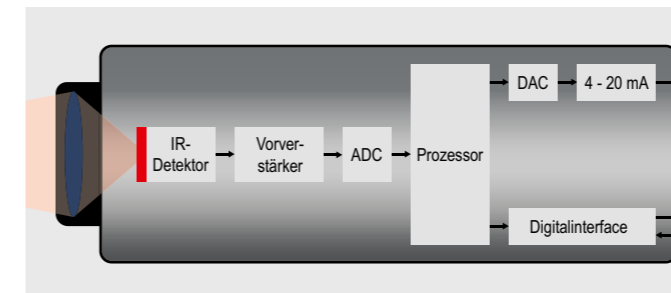 IR-
Detektor
Vorver-
stärker
ADC
Prozessor
DAC
4 - 20 mA
Digitalinterface